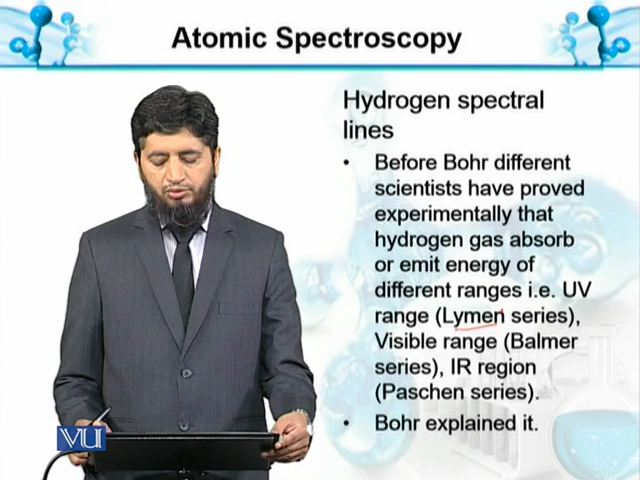 Atomic Spectroscopy
Hydrogen spectral
lines
• Before Bohr different
scientists have proved
experimentally that
hydrogen gas absorb
or emit energy of
different ranges i.e. UV
range (Lymen series),
Visible range (Balmer
series), IR region
(Paschen series).
• Bohr explained it.
VU